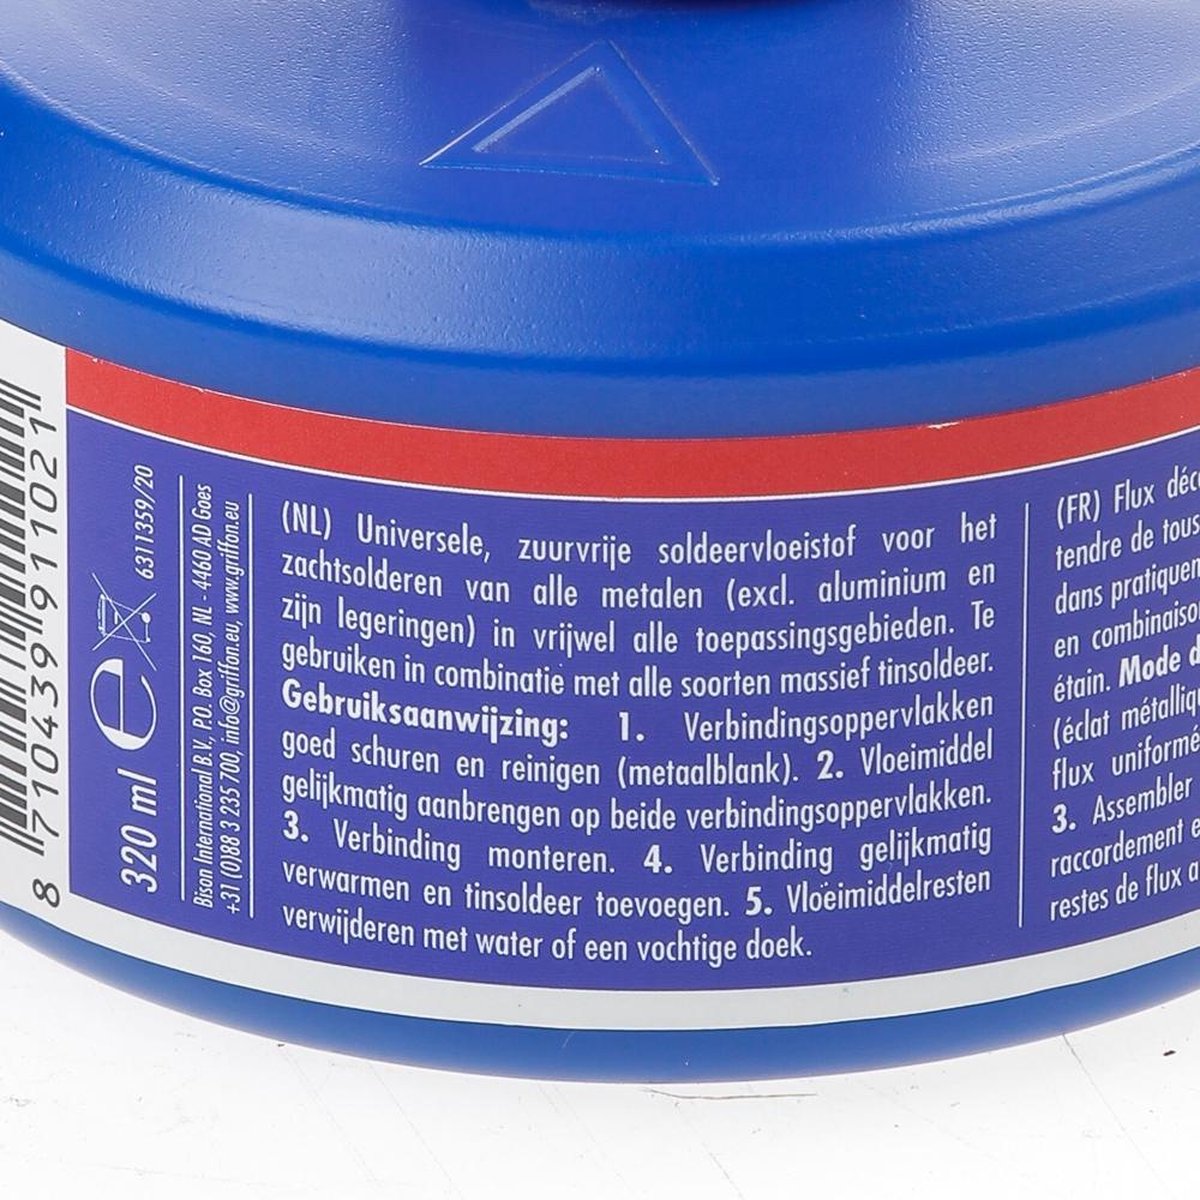 8 710439 911021
320 ml
e
6311359/20
Bison International B.V., P.O. Box 160, NL - 4460 AD Goes
+31 (0)88 3 235 700, info@griffon.eu, www.griffon.eu
(NL) Universele, zuurvrije soldeervloeistof voor het
zachtsolderen van alle metalen (excl. aluminium en
zijn legeringen) in vrijwel alle toepassingsgebieden. Te
gebruiken in combinatie met alle soorten massief tinsoldeer.
Gebruiksaanwijzing: 1. Verbindingsoppervlakken
goed schuren en reinigen (metaalblank). 2. Vloeimiddel
gelijkmatig aanbrengen op beide verbindingsoppervlakken.
3. Verbinding monteren. 4. Verbinding gelijkmatig
verwarmen en tinsoldeer toevoegen. 5. Vloeimiddelresten
verwijderen met water of een vochtige doek.
(FR) Flux
tendre de tous
dans
en
étain. Mode
(éclat
flux
3. Assembler
raccordement
restes de flux